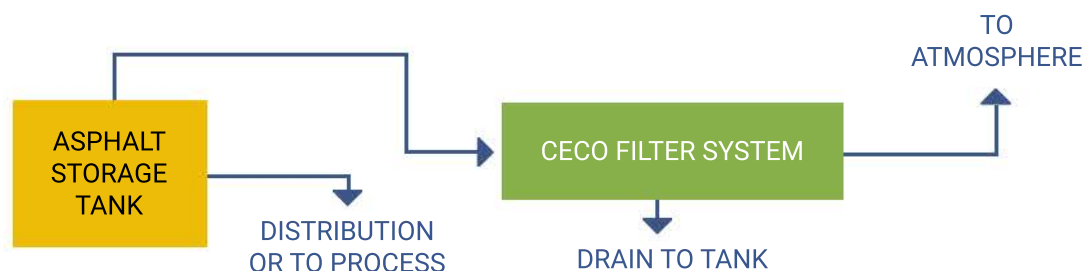 TO
ATMOSPHERE
ASPHALT
STORAGE
TANK
CECO FILTER SYSTEM
DISTRIBUTION
OR TO PROCESS
DRAIN TO TANK